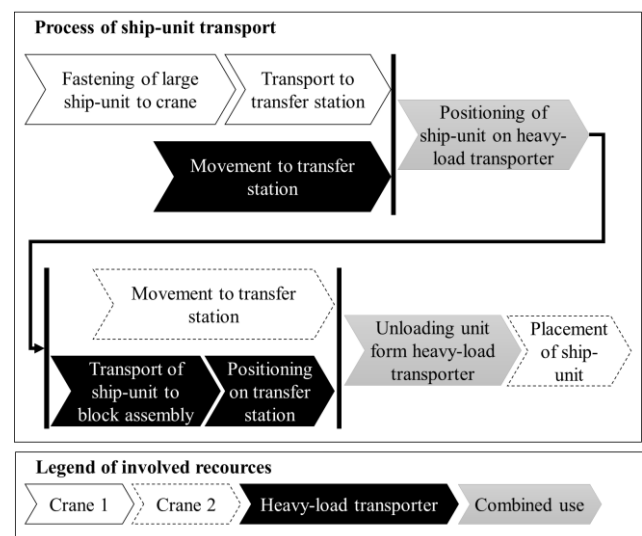 Process of ship-unit transport
Fastening of large
ship-unit to crane
Transport to
transfer station
Positioning of
ship-unit on heavy-
load transporter
Movement to transfer
station
Movement to transfer
station
Transport of
ship-unit to
block assembly
Positioning
on transfer
station
Unloading unit
form heavy-load
transporter
Placement
of ship-
unit
Legend of involved recources
Crane 1
Crane 2
Heavy-load transporter
Combined use